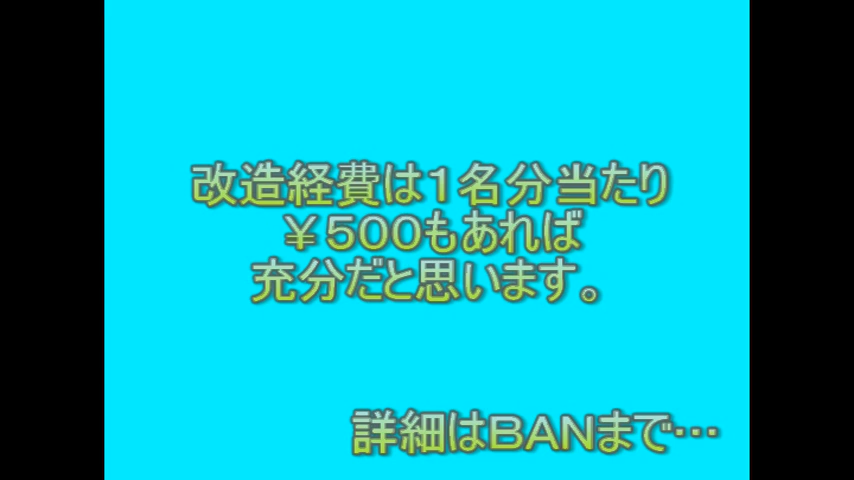 改造経費は１名分当たり
￥５００もあれば
充分だと思います。
詳細はＢＡＮまで…